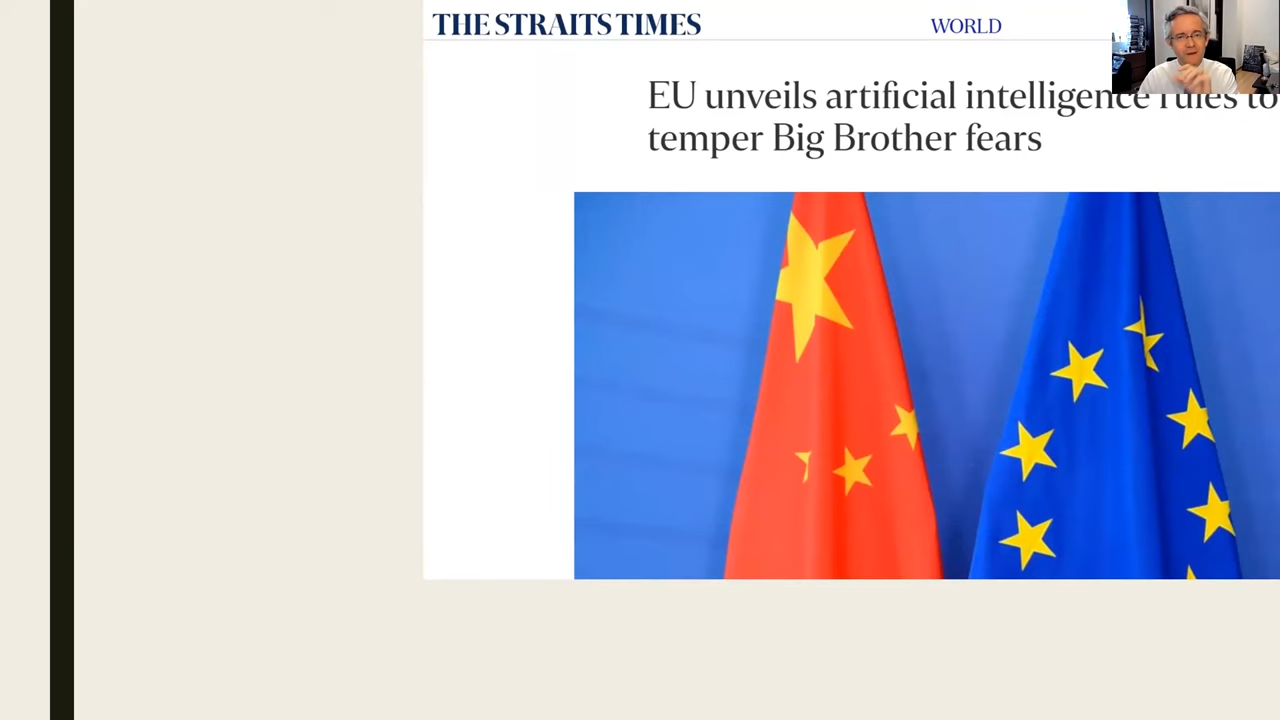 THE STRAITS TIMES
WORLD
EU unveils artificial intelligence rules to
temper Big Brother fears